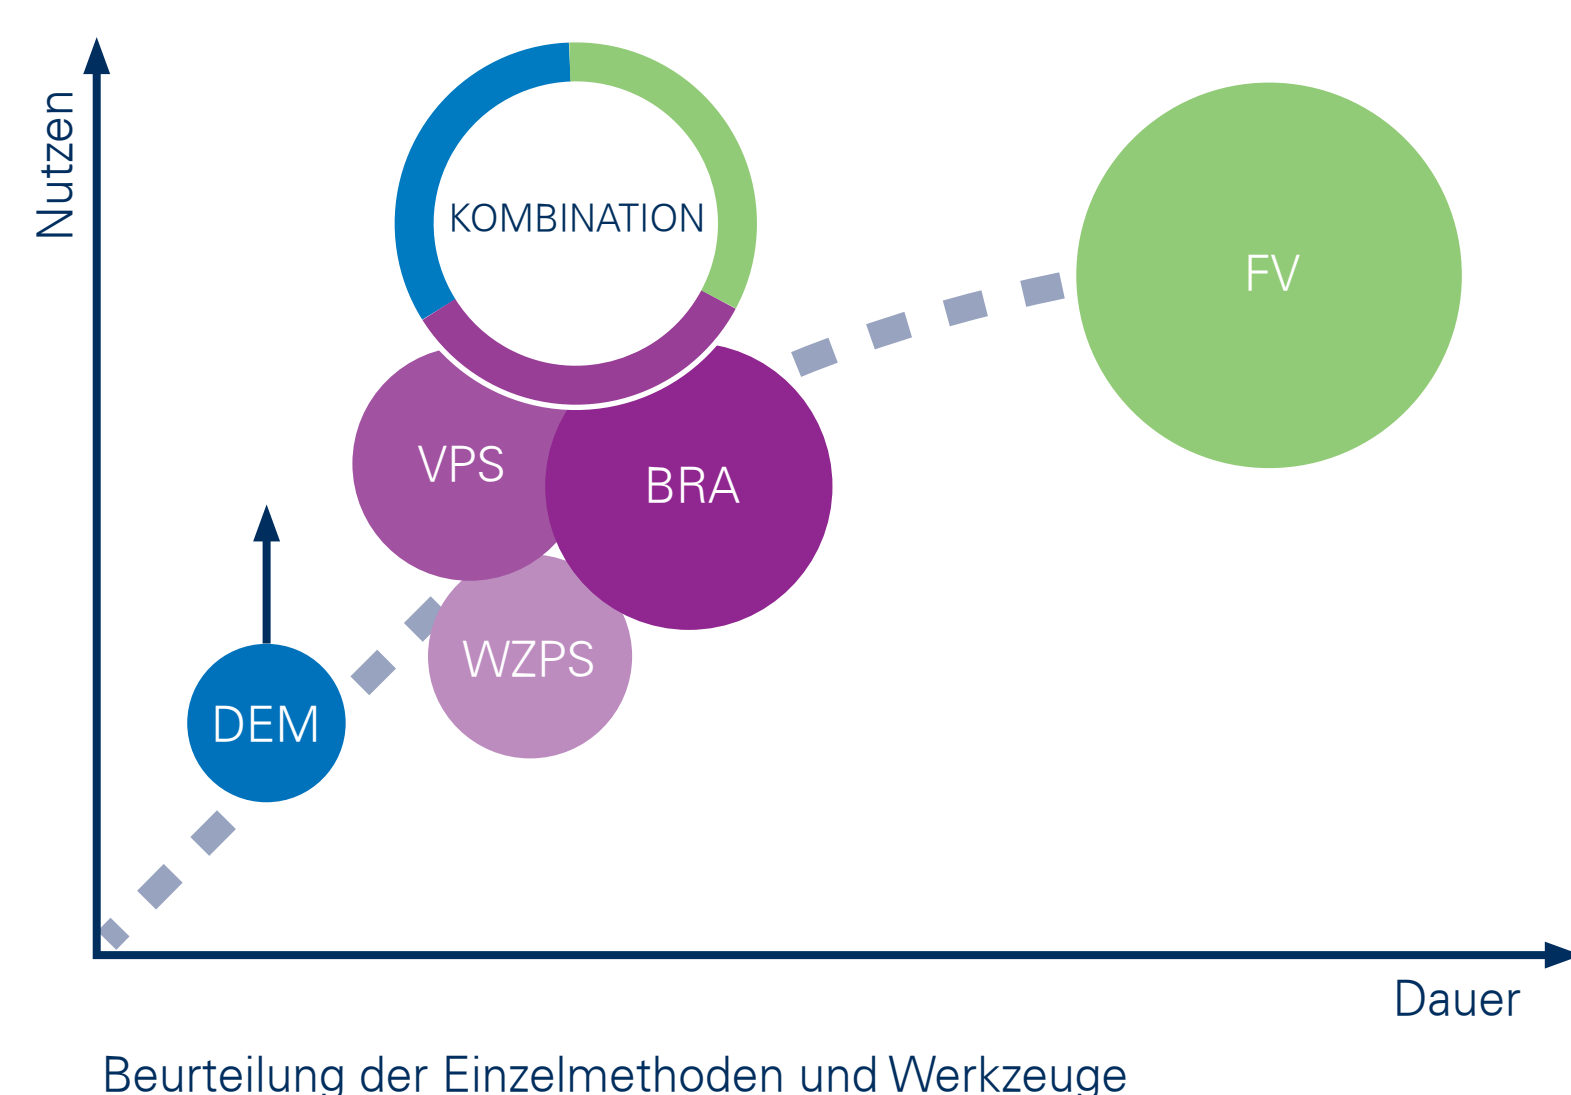 Nutzen
KOMBINATION
FV
VPS
BRA
WZPS
DEM
Dauer
Beurteilung der Einzelmethoden und Werkzeuge